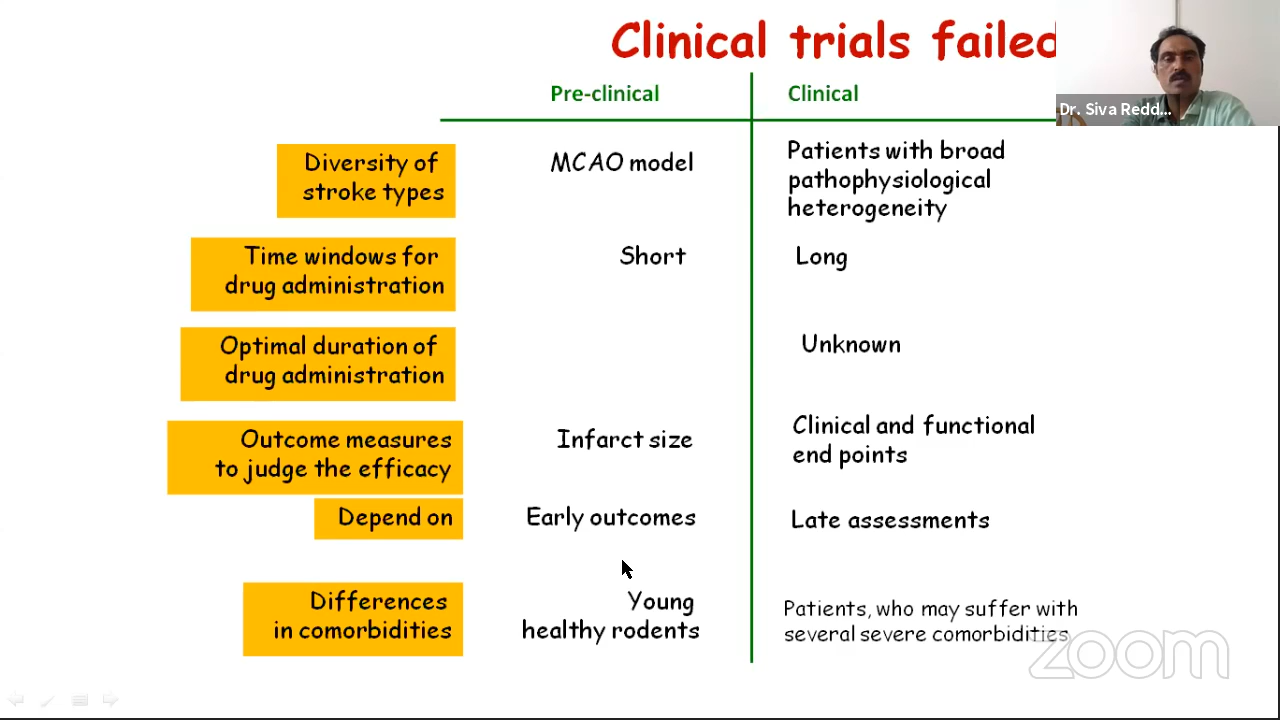 Clinical trials failed
Dr. Siva Redd...
Pre-clinical
Clinical
Diversity of
stroke types
MCAO model
Patients with broad
pathophysiological
heterogeneity
Time windows for
drug administration
Short
Long
Optimal duration of
drug administration
Unknown
Outcome measures
to judge the efficacy
Infarct size
Clinical and functional
end points
Depend on
Early outcomes
Late assessments
Differences
in comorbidities
Young
healthy rodents
Patients, who may suffer with
several severe comorbidities
zoom